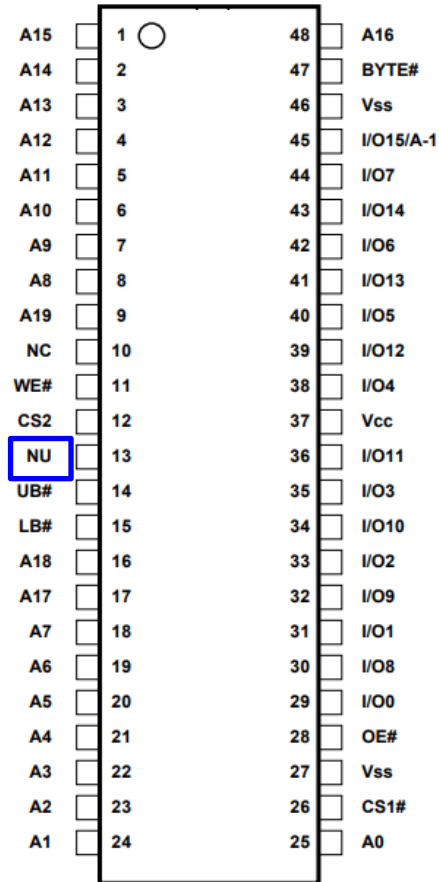 A15 1 48 A16
A14 2 47 BYTE#
A13 3 46 Vss
A12 4 45 I/O15/A-1
A11 5 44 I/O7
A10 6 43 I/O14
A9 7 42 I/O6
A8 8 41 I/O13
A19 9 40 I/O5
NC 10 39 I/O12
WE# 11 38 I/O4
CS2 12 37 Vcc
NU 13 36 I/O11
UB# 14 35 I/O3
LB# 15 34 I/O10
A18 16 33 I/O2
A17 17 32 I/O9
A7 18 31 I/O1
A6 19 30 I/O8
A5 20 29 I/O0
A4 21 28 OE#
A3 22 27 Vss
A2 23 26 CS1#
A1 24 25 A0